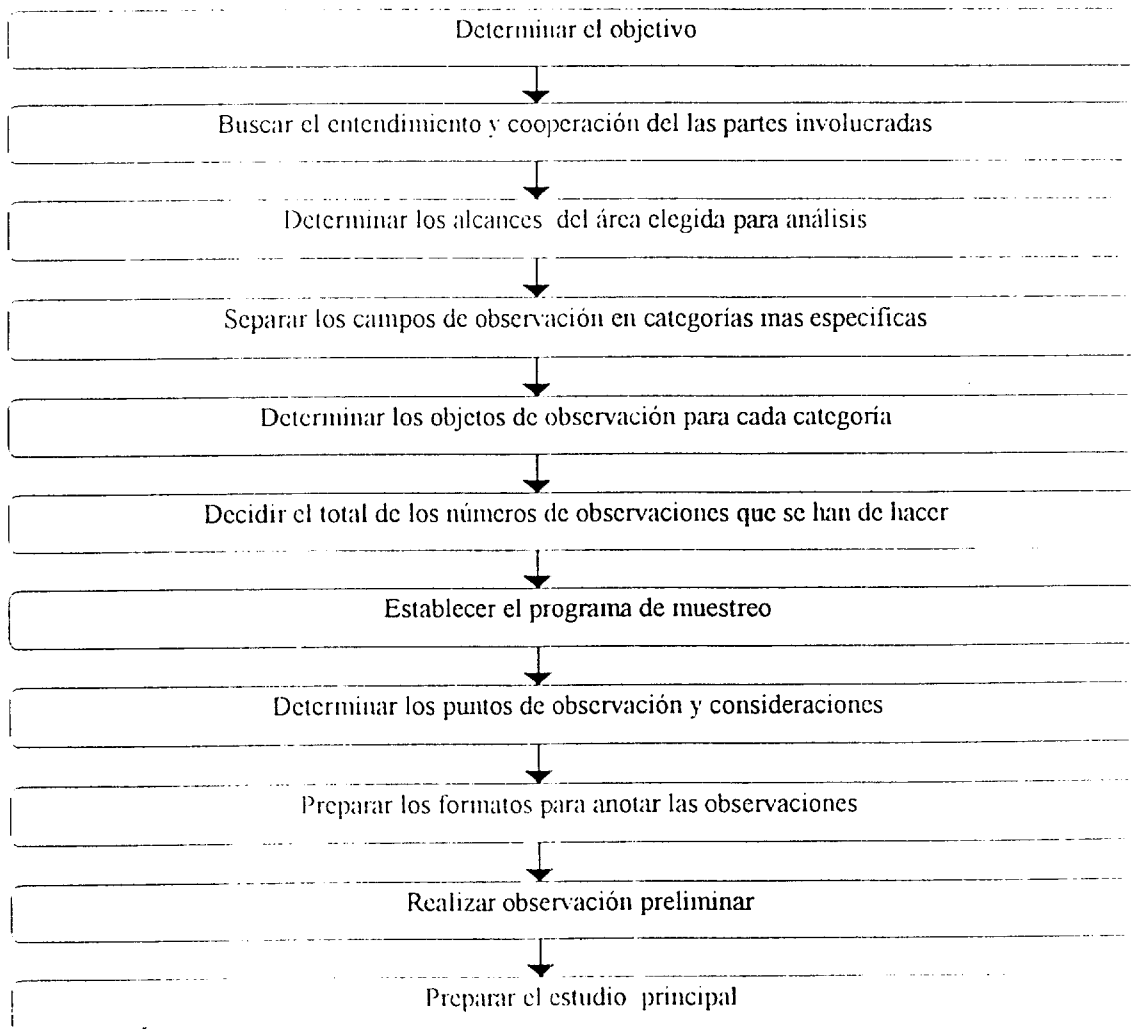 Determinar el objetivo
Buscar el entendimiento y cooperación del las partes involucradas
Determinar los alcances del área elegida para análisis
Separar los campos de observación en categorías mas especificas
Determinar los objetos de observación para cada categoría
Decidir el total de los números de observaciones que se han de hacer
Establecer el programa de muestreo
Determinar los puntos de observación y consideraciones
Preparar los formatos para anotar las observaciones
Realizar observación preliminar
Preparar el estudio principal